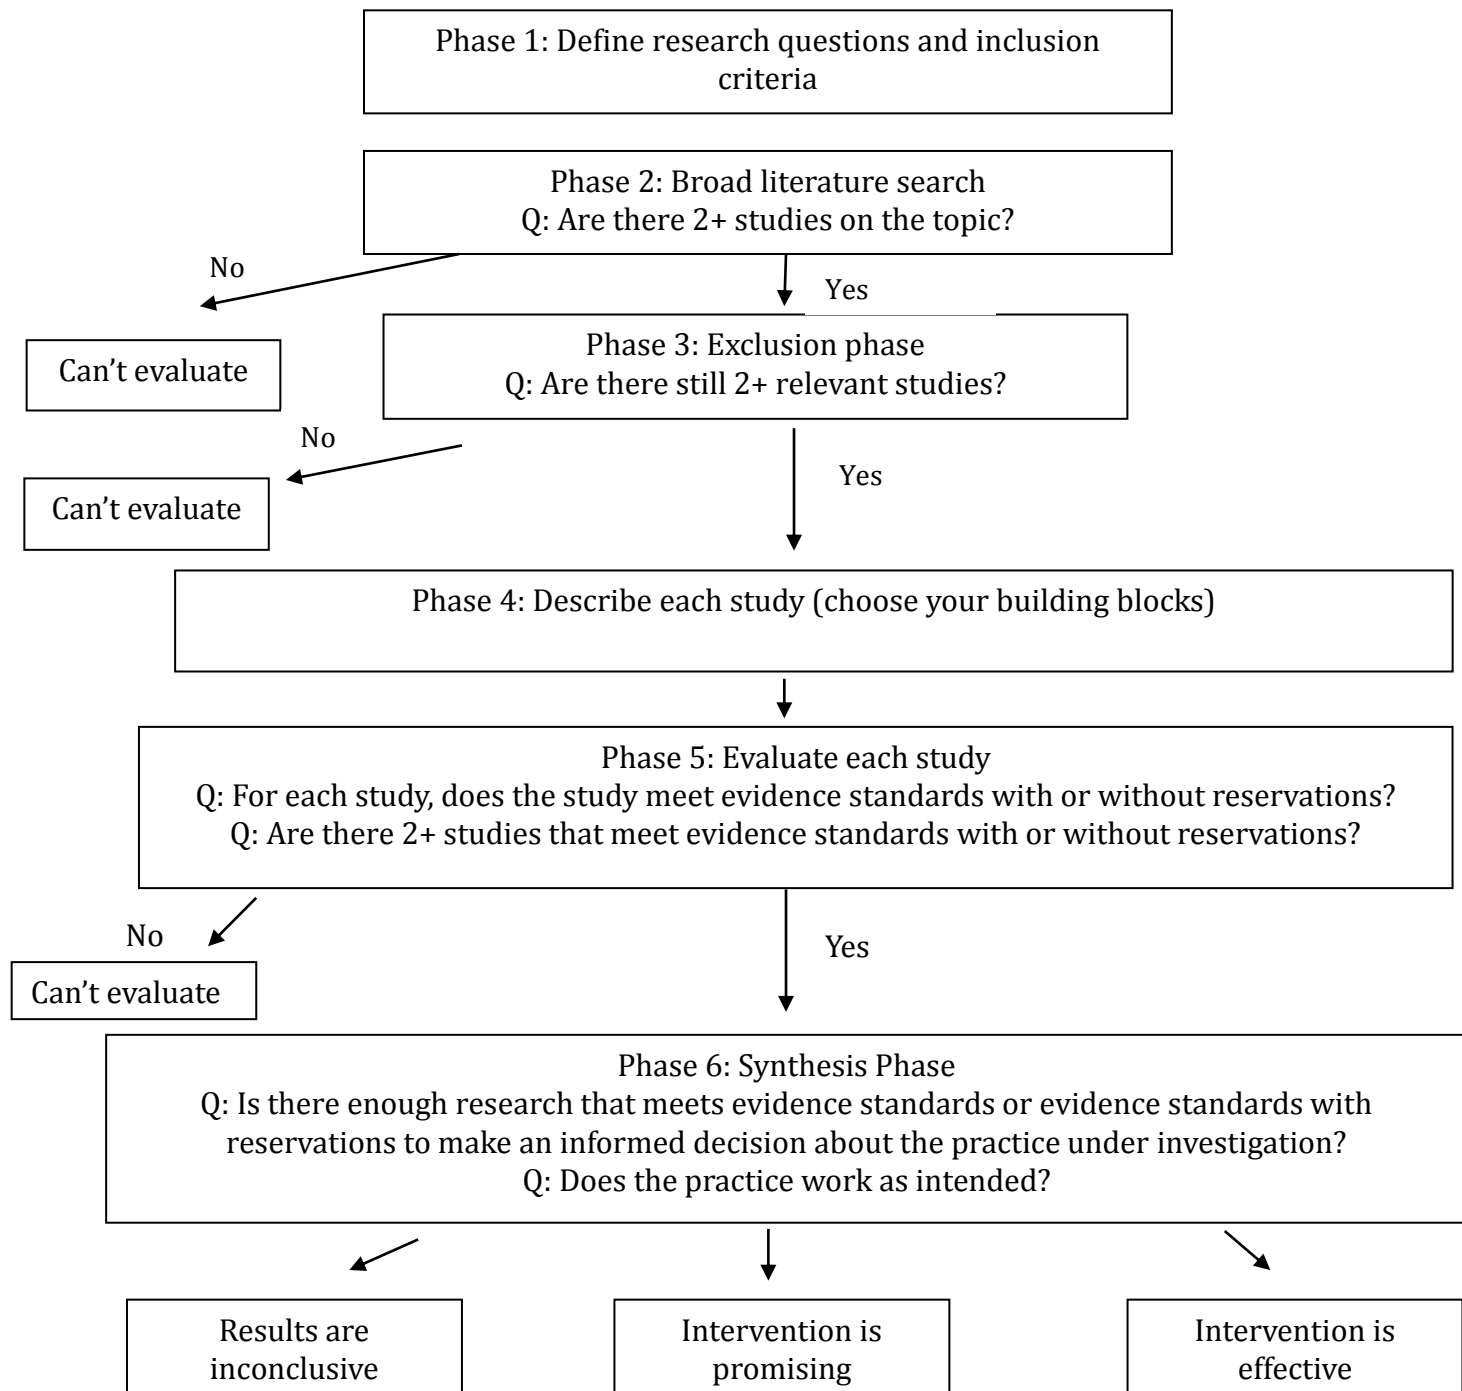 Phase 1: Define research questions and inclusion
criteria
Phase 2: Broad literature search
Q: Are there 2+ studies on the topic?
No
Yes
Can’t evaluate
Phase 3: Exclusion phase
Q: Are there still 2+ relevant studies?
No
Yes
Can’t evaluate
Phase 4: Describe each study (choose your building blocks)
Phase 5: Evaluate each study
Q: For each study, does the study meet evidence standards with or without reservations?
Q: Are there 2+ studies that meet evidence standards with or without reservations?
No
Yes
Can’t evaluate
Phase 6: Synthesis Phase
Q: Is there enough research that meets evidence standards or evidence standards with
reservations to make an informed decision about the practice under investigation?
Q: Does the practice work as intended?
Results are
inconclusive
Intervention is
promising
Intervention is
effective